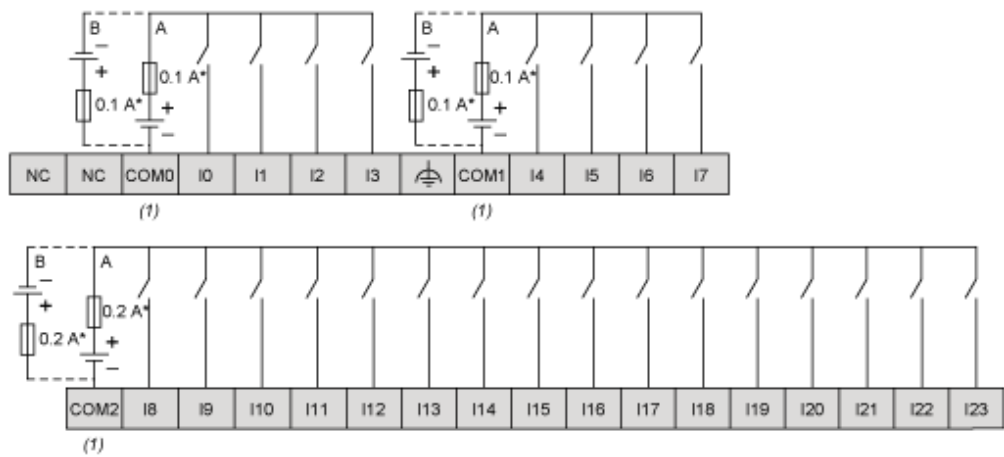 B A B A
− −
+ 0.1 A* + 0.1 A*
0.1 A* + 0.1 A* +
− −
NC NC COM0 I0 I1 I2 I3 COM1 I4 I5 I6 I7
(1) (1)
B A
−
+ 0.2 A*
0.2 A* +
−
COM2 I8 I9 I10 I11 I12 I13 I14 I15 I16 I17 I18 I19 I20 I21 I22 I23
(1)